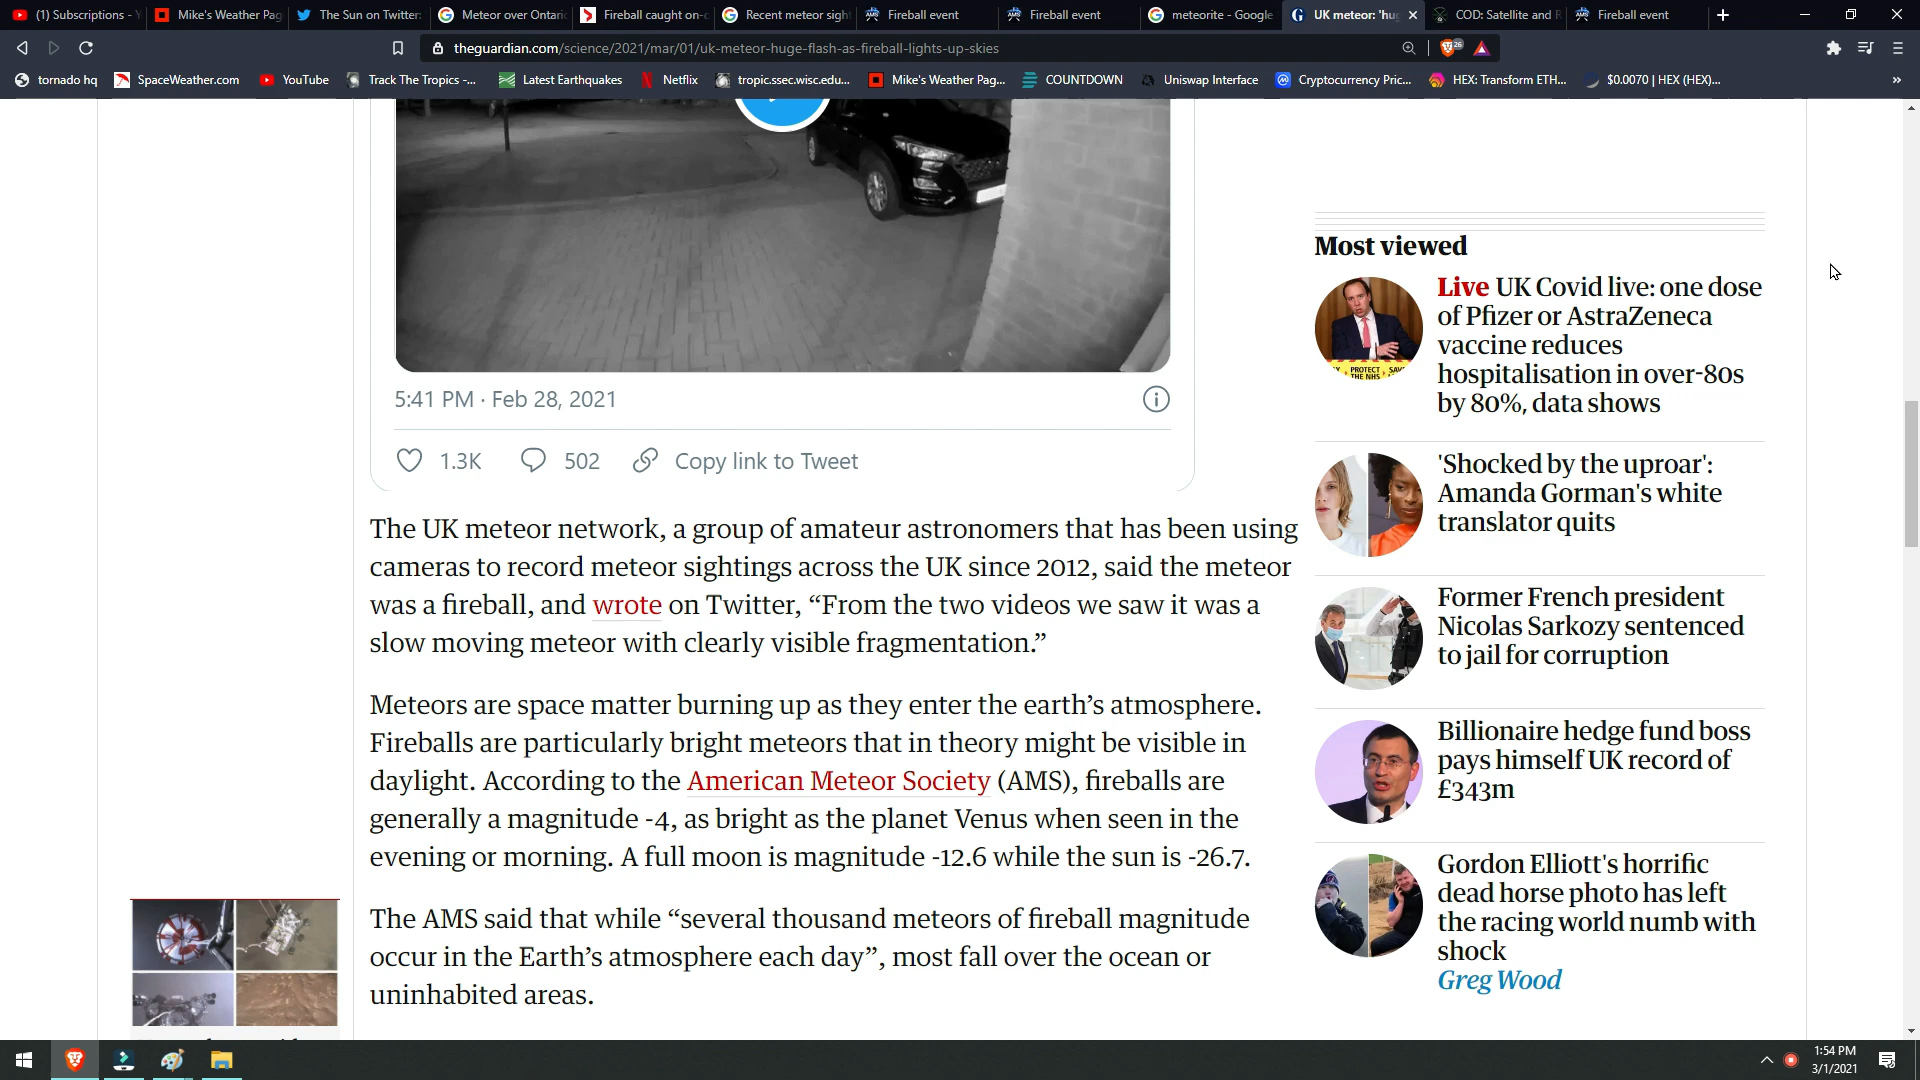 (1) Subscriptions - Y
Mike's Weather Pag
The Sun on Twitter:
Meteor over Ontari
Fireball caught on-c
Recent meteor sigh
AMS Fireball event
AMS Fireball event
meteorite - Google
UK meteor: 'hu
COD: Satellite and R
AMS Fireball event
theguardian.com/science/2021/mar/01/uk-meteor-huge-flash-as-fireball-lights-up-skies
26
tornado hq
SpaceWeather.com
YouTube
Track The Tropics -...
Latest Earthquakes
Netflix
tropic.ssec.wisc.edu...
Mike's Weather Pag...
COUNTDOWN
Uniswap Interface
Cryptocurrency Pric...
HEX: Transform ETH...
$0.0070 | HEX (HEX)...
5:41 PM · Feb 28, 2021
1.3K
502
Copy link to Tweet
The UK meteor network, a group of amateur astronomers that has been using
cameras to record meteor sightings across the UK since 2012, said the meteor
was a fireball, and wrote on Twitter, “From the two videos we saw it was a
slow moving meteor with clearly visible fragmentation.”
Meteors are space matter burning up as they enter the earth’s atmosphere.
Fireballs are particularly bright meteors that in theory might be visible in
daylight. According to the American Meteor Society (AMS), fireballs are
generally a magnitude -4, as bright as the planet Venus when seen in the
evening or morning. A full moon is magnitude -12.6 while the sun is -26.7.
The AMS said that while “several thousand meteors of fireball magnitude
occur in the Earth’s atmosphere each day”, most fall over the ocean or
uninhabited areas.
Most viewed
Live UK Covid live: one dose
of Pfizer or AstraZeneca
vaccine reduces
hospitalisation in over-80s
by 80%, data shows
PROTECT
THE NHS
'Shocked by the uproar':
Amanda Gorman's white
translator quits
Former French president
Nicolas Sarkozy sentenced
to jail for corruption
Billionaire hedge fund boss
pays himself UK record of
£343m
Gordon Elliott's horrific
dead horse photo has left
the racing world numb with
shock
Greg Wood
1:54 PM
3/1/2021